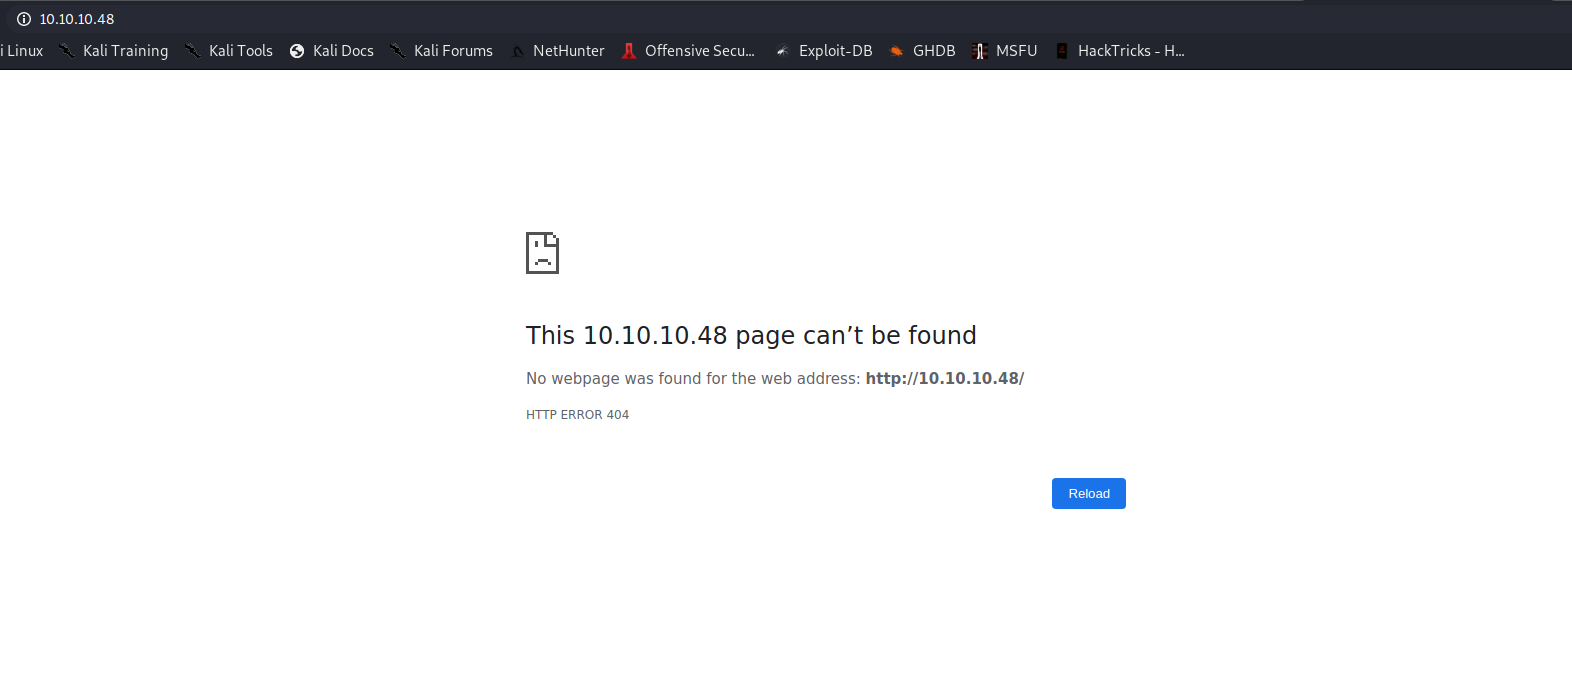 10.10.10.48
i Linux Kali Training Kali Tools Kali Docs Kali Forums NetHunter Offensive Secu... Exploit-DB GHDB MSFU HackTricks - H...
This 10.10.10.48 page can’t be found
No webpage was found for the web address: http://10.10.10.48/
HTTP ERROR 404
Reload